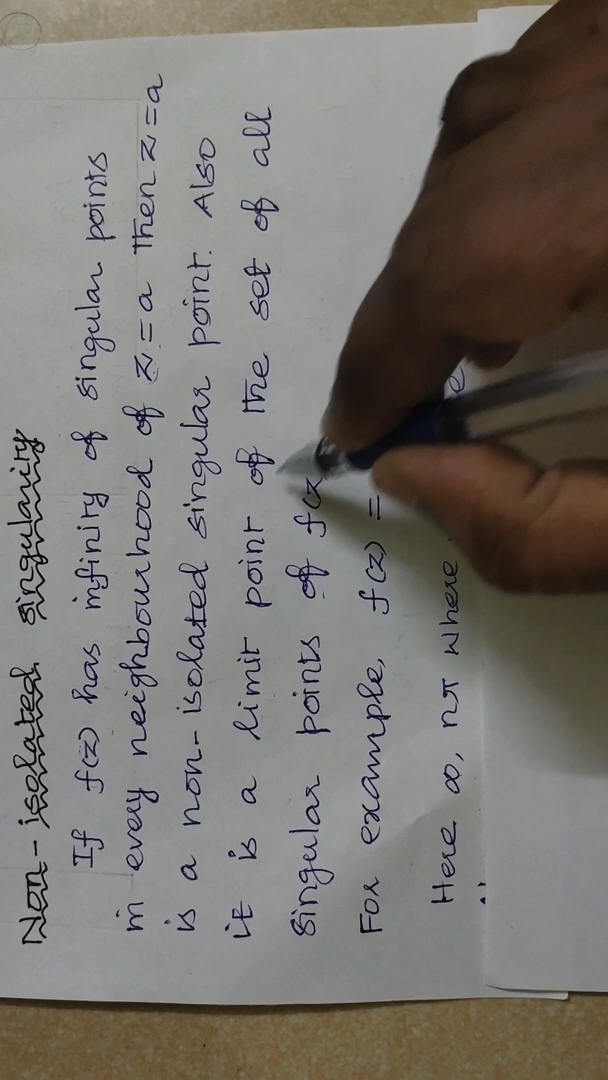 Non-isolated singularity
If f(z) has infinity of singular points
in every neighbourhood of z=a then z=a
is a non-isolated singular point. Also
it is a limit point of the set of all
singular points of f(z
For example, f(z) =
Here ∞, nπ where